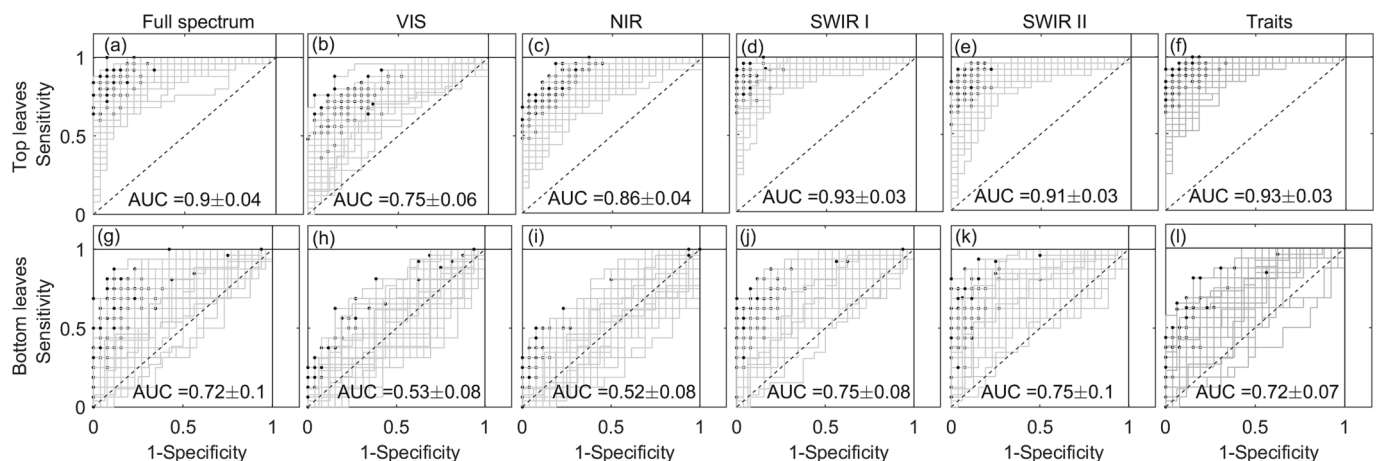 Full spectrum VIS NIR SWIR I SWIR II Traits
(a) (b) (c) (d) (e) (f)
1
Top leaves
Sensitivity
0.5
AUC =0.9±0.04 AUC =0.75±0.06 AUC =0.86±0.04 AUC =0.93±0.03 AUC =0.91±0.03 AUC =0.93±0.03
0
(g) (h) (i) (j) (k) (l)
1
Bottom leaves
Sensitivity
0.5
AUC =0.72±0.1 AUC =0.53±0.08 AUC =0.52±0.08 AUC =0.75±0.08 AUC =0.75±0.1 AUC =0.72±0.07
0
0 0.5 1 0 0.5 1 0 0.5 1 0 0.5 1 0 0.5 1 0 0.5 1
1-Specificity 1-Specificity 1-Specificity 1-Specificity 1-Specificity 1-Specificity